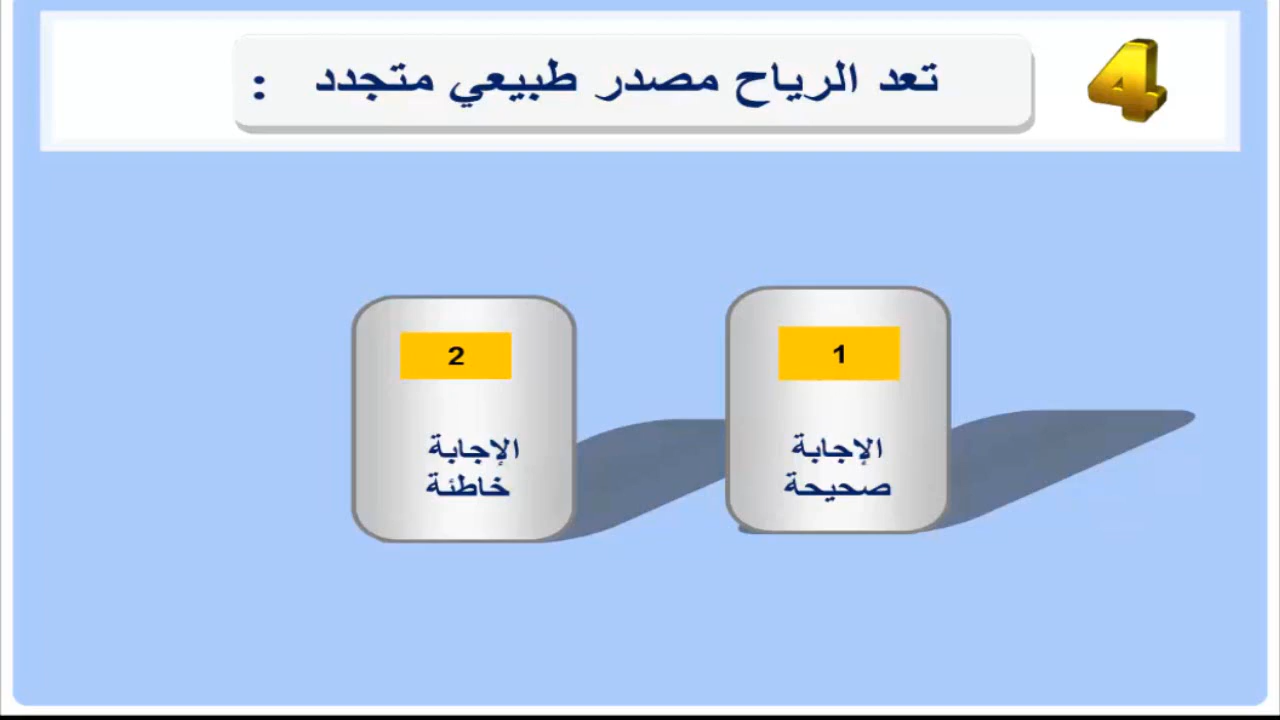 4
تعد الرياح مصدر طبيعي متجدد :
1
الإجابة
صحيحة
2
الإجابة
خاطئة